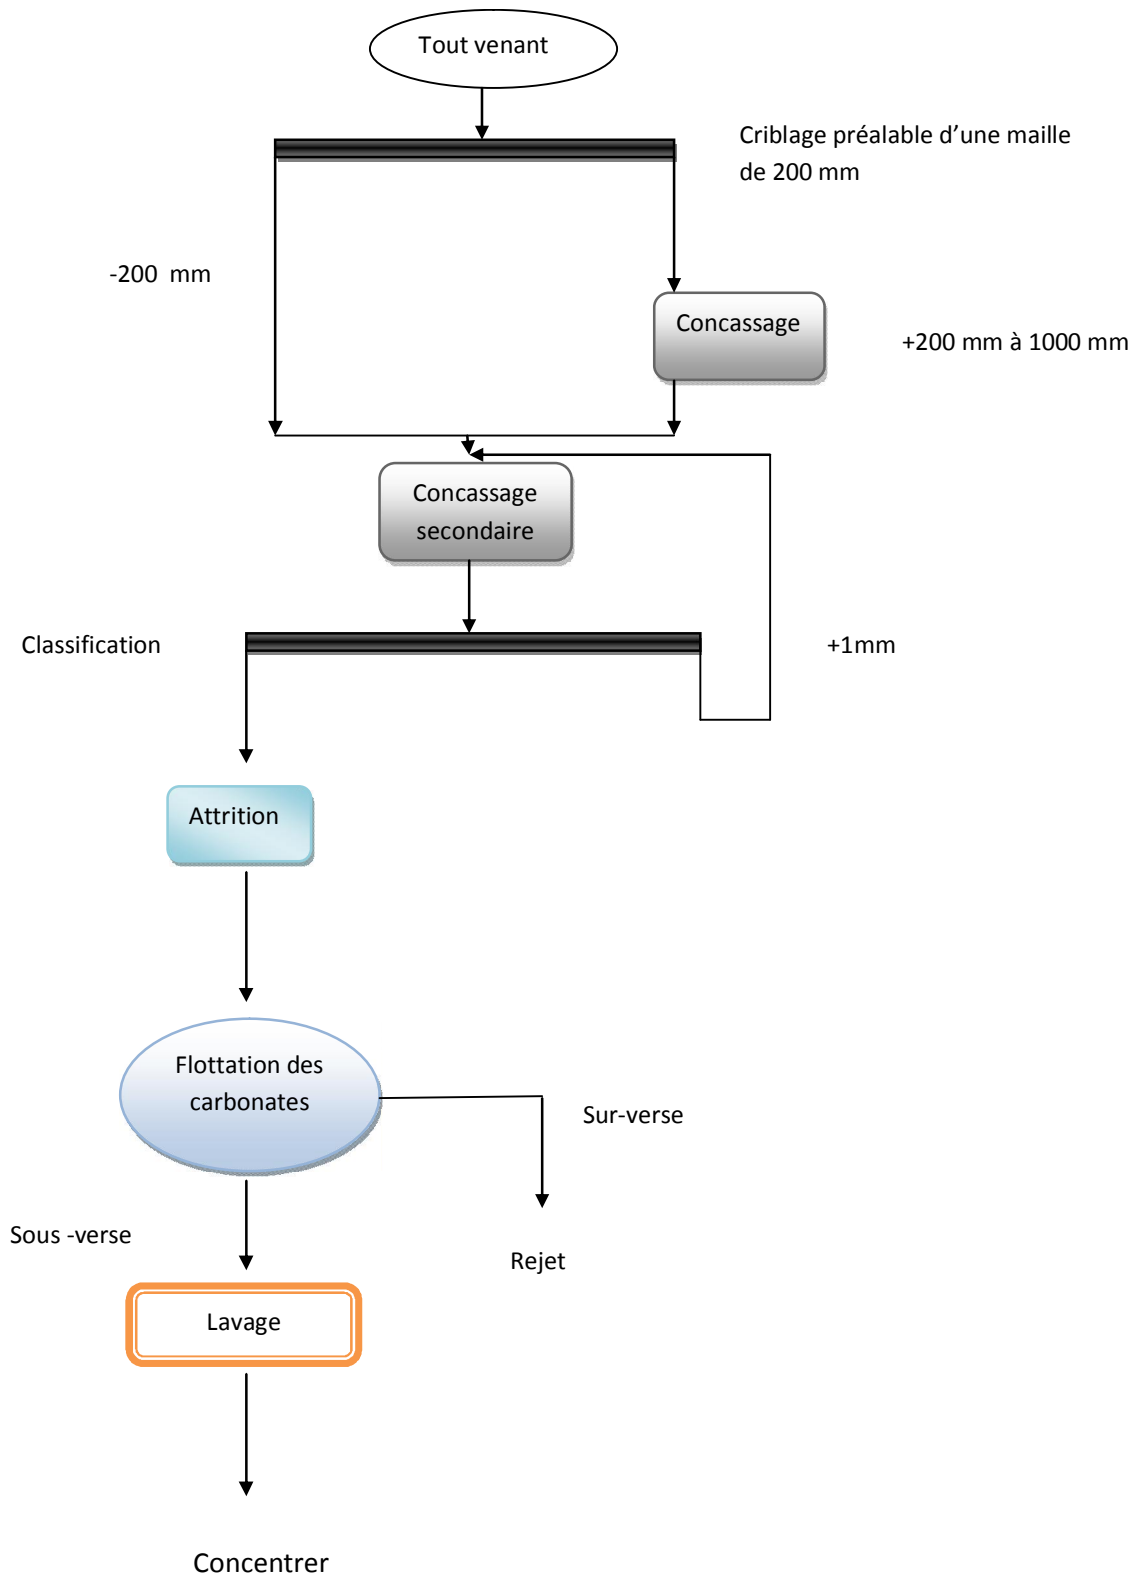 Tout venant
Criblage préalable d’une maille
de 200 mm
-200 mm
Concassage
+200 mm à 1000 mm
Concassage
secondaire
Classification
+1mm
Attrition
Flottation des
carbonates
Sur-verse
Sous -verse
Rejet
Lavage
Concentrer